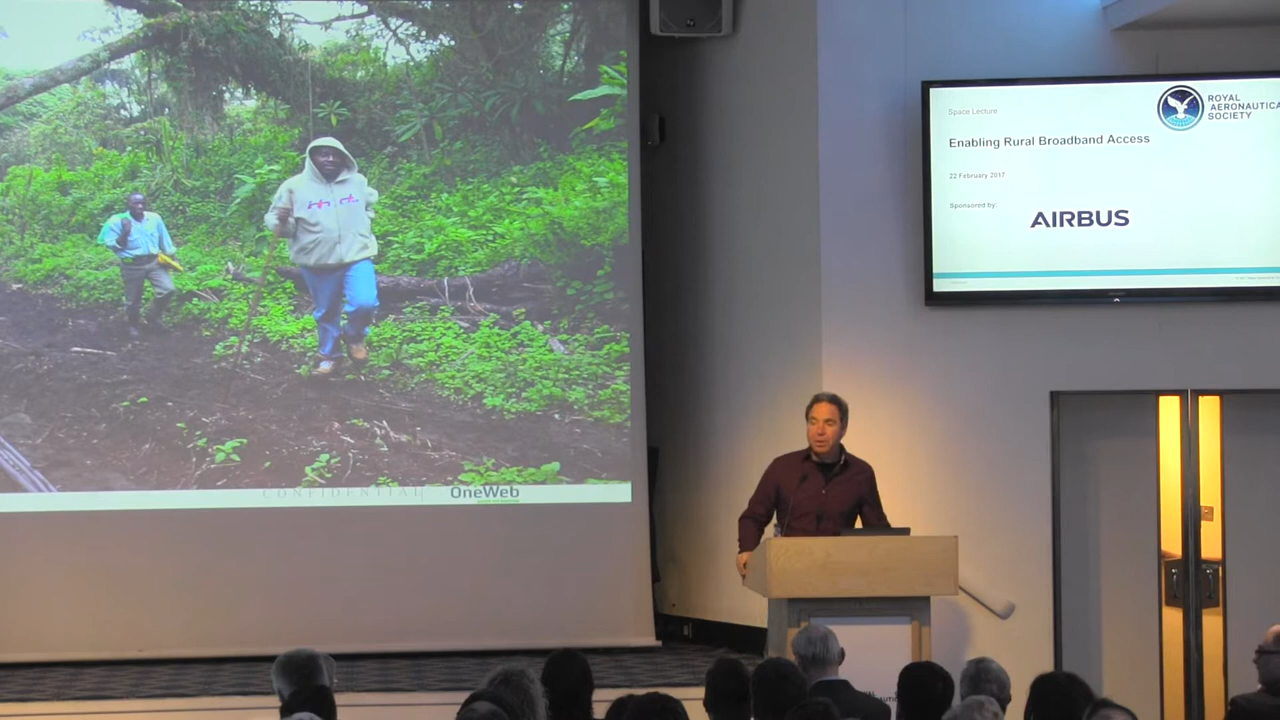 CONFIDENTIAL
OneWeb
Space Lecture
ROYAL
AERONAUTICA
SOCIETY
Enabling Rural Broadband Access
22 February 2017
Sponsored by:
AIRBUS